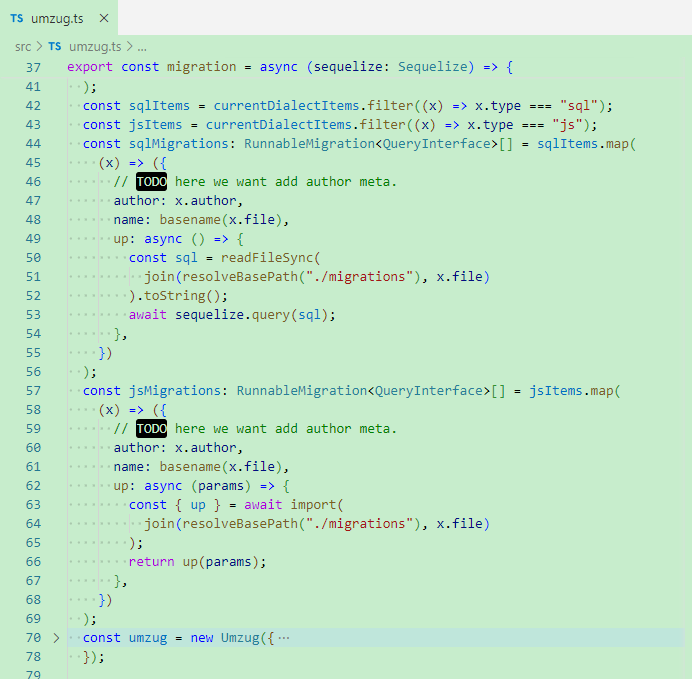 TS umzug.ts ×
src > TS umzug.ts > ...
37 export const migration = async (sequelize: Sequelize) => {
41 );
42 const sqlItems = currentDialectItems.filter((x) => x.type === "sql");
43 const jsItems = currentDialectItems.filter((x) => x.type === "js");
44 const sqlMigrations: RunnableMigration<QueryInterface>[] = sqlItems.map(
45 (x) => ({
46 // TODO here we want add author meta.
47 author: x.author,
48 name: basename(x.file),
49 up: async () => {
50 const sql = readFileSync(
51 join(resolveBasePath("./migrations"), x.file)
52 ).toString();
53 await sequelize.query(sql);
54 },
55 })
56 );
57 const jsMigrations: RunnableMigration<QueryInterface>[] = jsItems.map(
58 (x) => ({
59 // TODO here we want add author meta.
60 author: x.author,
61 name: basename(x.file),
62 up: async (params) => {
63 const { up } = await import(
64 join(resolveBasePath("./migrations"), x.file)
65 );
66 return up(params);
67 },
68 })
69 );
70 > const umzug = new Umzug({ ...
78 });
79